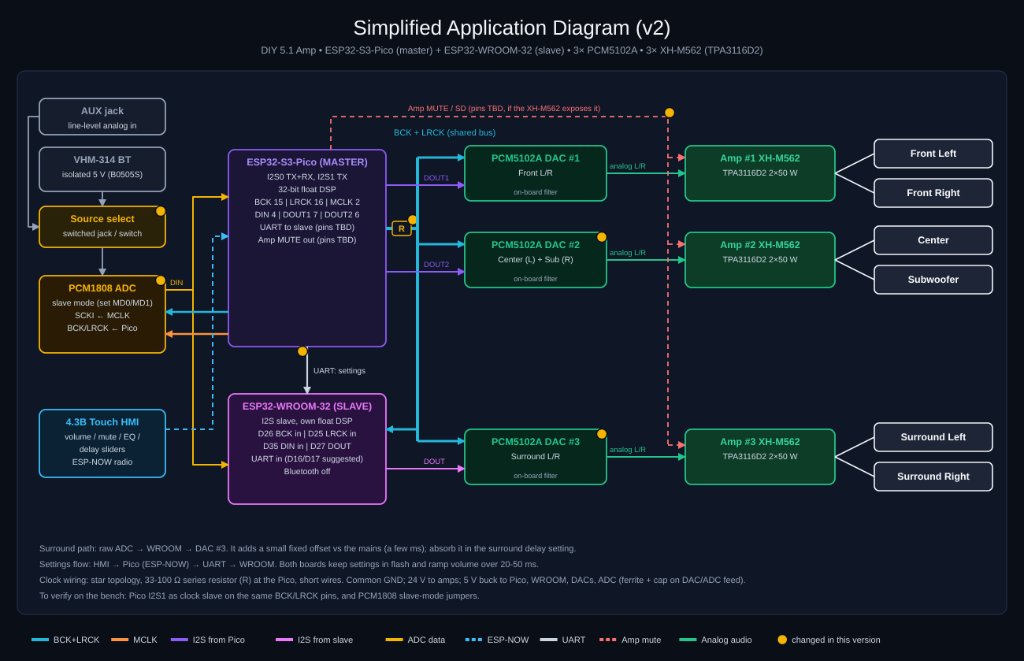 Simplified Application Diagram (v2)
DIY 5.1 Amp • ESP32-S3-Pico (master) + ESP32-WROOM-32 (slave) • 3× PCM5102A • 3× XH-M562 (TPA3116D2)
AUX jack
line-level analog in
VHM-314 BT
isolated 5 V (B0505S)
Source select
switched jack / switch
PCM1808 ADC
slave mode (set MD0/MD1)
SCKI ← MCLK
BCK/LRCK ← Pico
DIN
4.3B Touch HMI
volume / mute / EQ /
delay sliders
ESP-NOW radio
Amp MUTE / SD (pins TBD, if the XH-M562 exposes it)
BCK + LRCK (shared bus)
ESP32-S3-Pico (MASTER)
I2S0 TX+RX, I2S1 TX
32-bit float DSP
BCK 15 | LRCK 16 | MCLK 2
DIN 4 | DOUT1 7 | DOUT2 6
UART to slave (pins TBD)
Amp MUTE out (pins TBD)
R
DOUT1
DOUT2
UART: settings
ESP32-WROOM-32 (SLAVE)
I2S slave, own float DSP
D26 BCK in | D25 LRCK in
D35 DIN in | D27 DOUT
UART in (D16/D17 suggested)
Bluetooth off
DOUT
PCM5102A DAC #1
Front L/R
on-board filter
analog L/R
PCM5102A DAC #2
Center (L) + Sub (R)
on-board filter
analog L/R
PCM5102A DAC #3
Surround L/R
on-board filter
analog L/R
Amp #1 XH-M562
TPA3116D2 2×50 W
Amp #2 XH-M562
TPA3116D2 2×50 W
Amp #3 XH-M562
TPA3116D2 2×50 W
Front Left
Front Right
Center
Subwoofer
Surround Left
Surround Right
Surround path: raw ADC → WROOM → DAC #3. It adds a small fixed offset vs the mains (a few ms); absorb it in the surround delay setting.
Settings flow: HMI → Pico (ESP-NOW) → UART → WROOM. Both boards keep settings in flash and ramp volume over 20-50 ms.
Clock wiring: star topology, 33-100 Ω series resistor (R) at the Pico, short wires. Common GND; 24 V to amps; 5 V buck to Pico, WROOM, DACs, ADC (ferrite + cap on DAC/ADC feed).
To verify on the bench: Pico I2S1 as clock slave on the same BCK/LRCK pins, and PCM1808 slave-mode jumpers.
BCK+LRCK
MCLK
I2S from Pico
I2S from slave
ADC data
ESP-NOW
UART
Amp mute
Analog audio
changed in this version